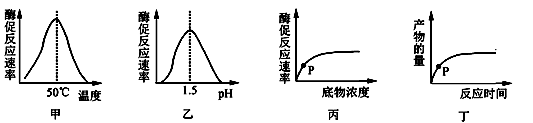 酶促反应速率
50℃ 温度
甲
酶促反应速率
1.5 pH
乙
酶促反应速率
P
底物浓度
丙
产物的量
P
反应时间
丁